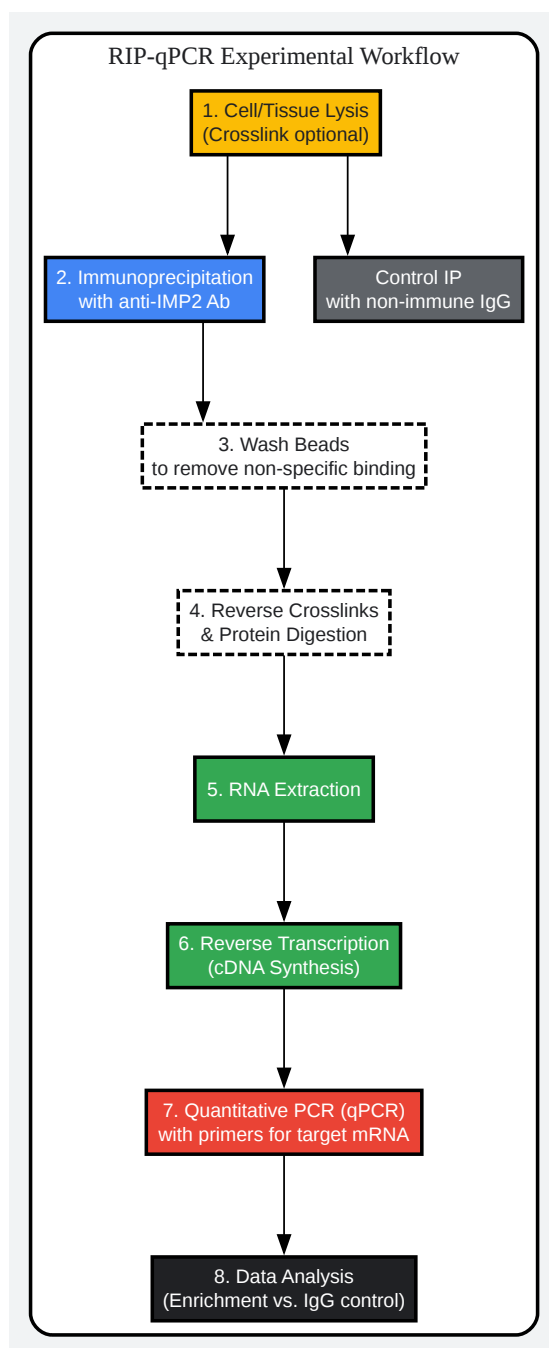 RIP-qPCR Experimental Workflow
1. Cell/Tissue Lysis
(Crosslink optional)
2. Immunoprecipitation
with anti-IMP2 Ab
Control IP
with non-immune IgG
3. Wash Beads
to remove non-specific binding
4. Reverse Crosslinks
& Protein Digestion
5. RNA Extraction
6. Reverse Transcription
(cDNA Synthesis)
7. Quantitative PCR (qPCR)
with primers for target mRNA
8. Data Analysis
(Enrichment vs. IgG control)